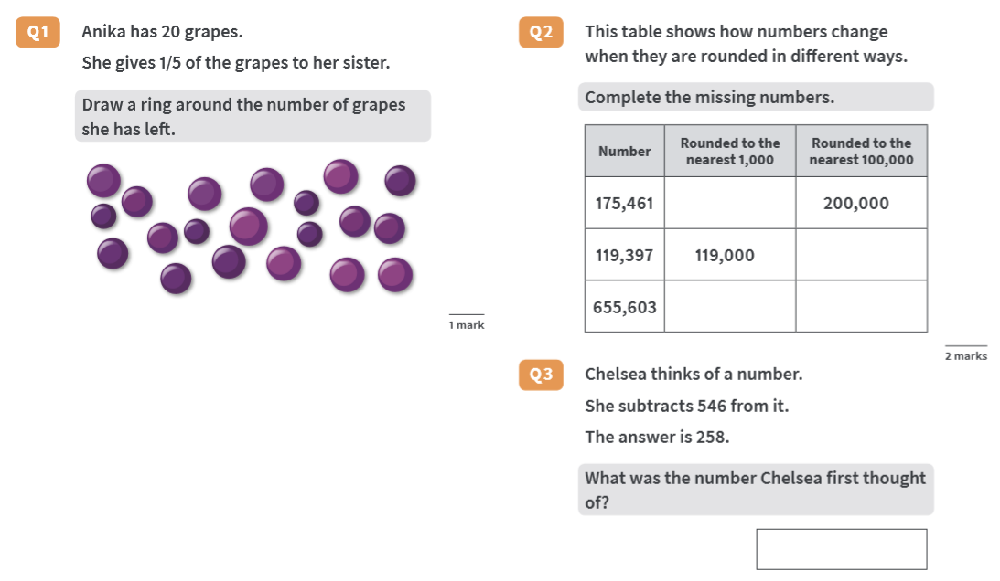 Q1
Anika has 20 grapes.
She gives 1/5 of the grapes to her sister.
Draw a ring around the number of grapes
she has left.
1 mark
Q2
This table shows how numbers change
when they are rounded in different ways.
Complete the missing numbers.
Number Rounded to the nearest 1,000 Rounded to the nearest 100,000
175,461 200,000
119,397 119,000
655,603
2 marks
Q3
Chelsea thinks of a number.
She subtracts 546 from it.
The answer is 258.
What was the number Chelsea first thought
of?